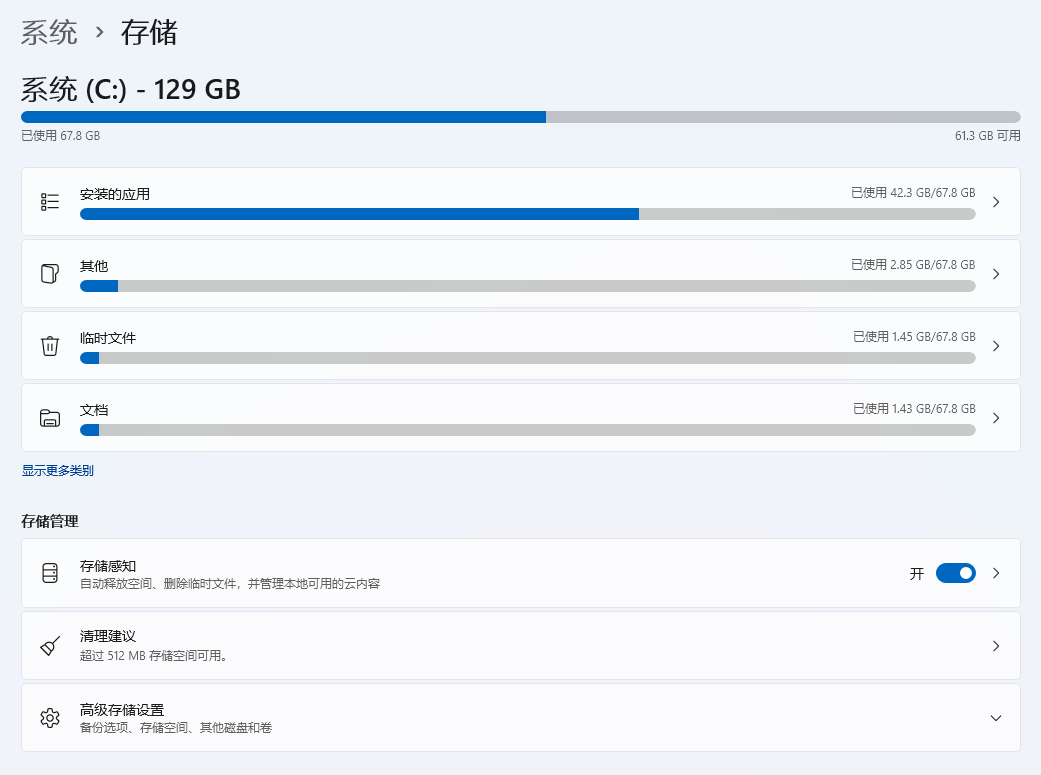 系统 › 存储
系统 (C:) - 129 GB
已使用 67.8 GB 61.3 GB 可用
安装的应用 已使用 42.3 GB/67.8 GB
其他 已使用 2.85 GB/67.8 GB
临时文件 已使用 1.45 GB/67.8 GB
文档 已使用 1.43 GB/67.8 GB
显示更多类别
存储管理
存储感知
自动释放空间、删除临时文件，并管理本地可用的云内容
开
清理建议
超过 512 MB 存储空间可用。
高级存储设置
备份选项、存储空间、其他磁盘和卷